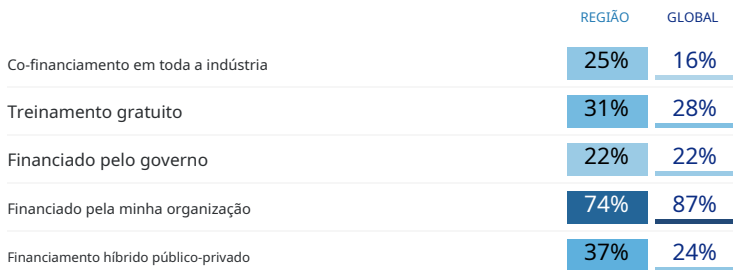 REGIÃO GLOBAL
Co-financiamento em toda a indústria 25% 16%
Treinamento gratuito 31% 28%
Financiado pelo governo 22% 22%
Financiado pela minha organização 74% 87%
Financiamento híbrido público-privado 37% 24%